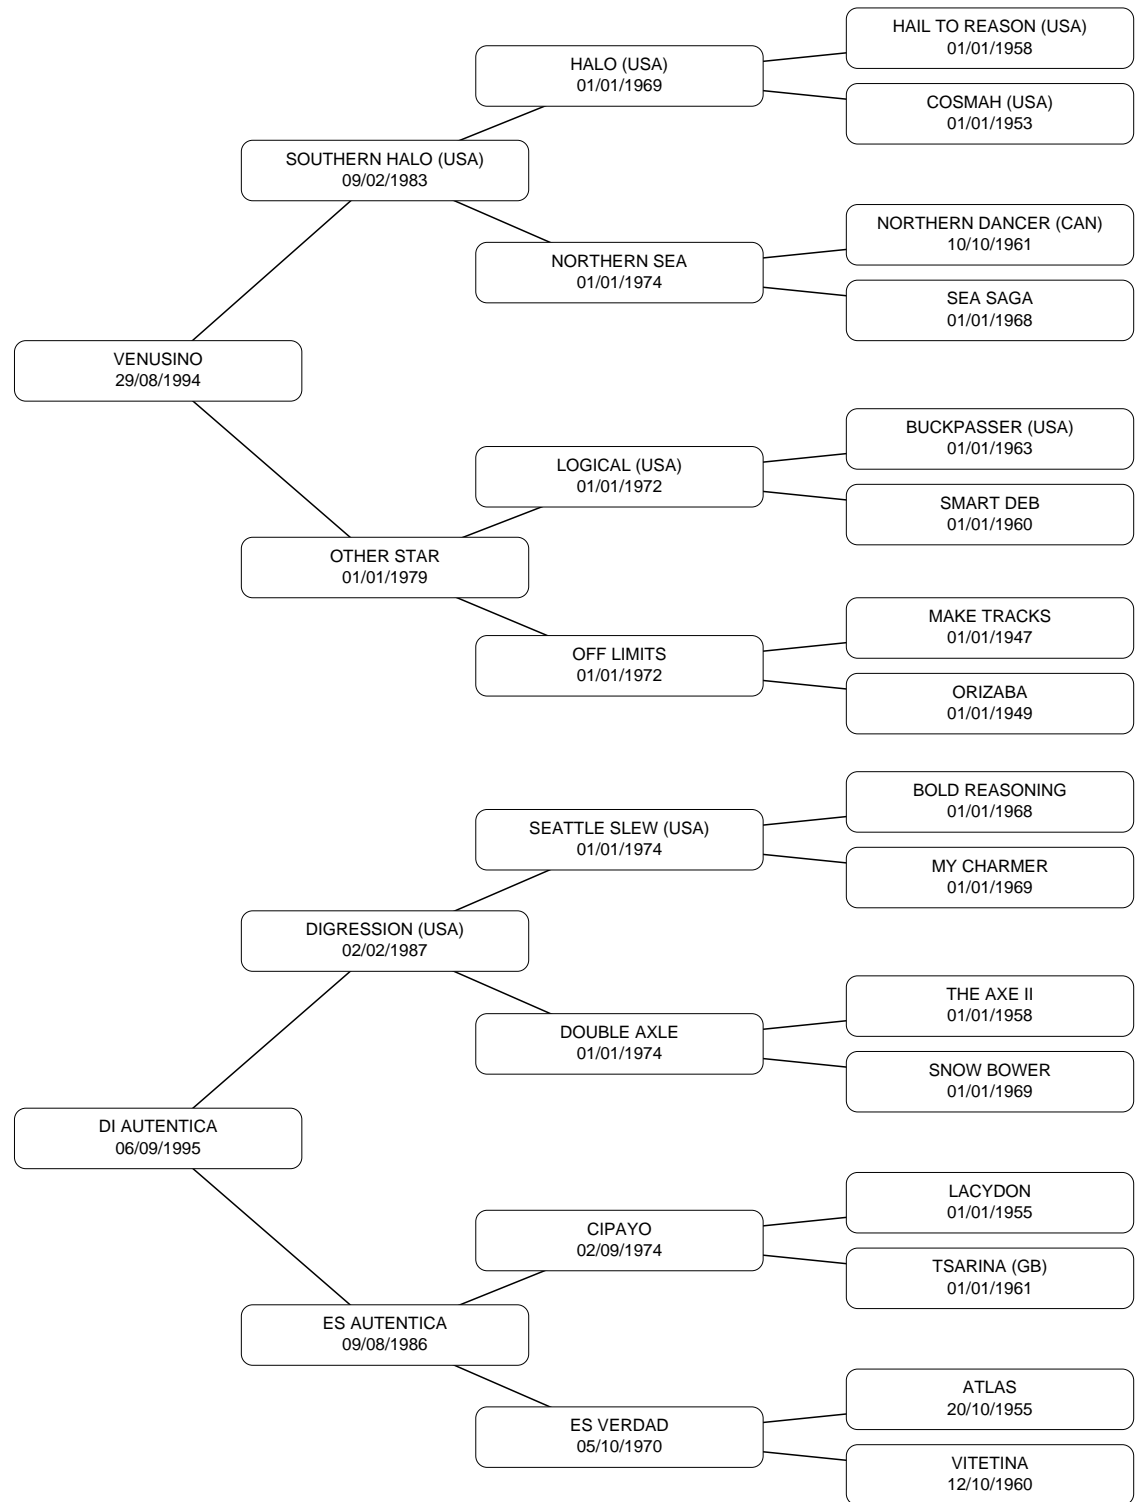 HAIL TO REASON (USA)
01/01/1958
HALO (USA)
01/01/1969
COSMAH (USA)
01/01/1953
SOUTHERN HALO (USA)
09/02/1983
NORTHERN DANCER (CAN)
10/10/1961
NORTHERN SEA
01/01/1974
SEA SAGA
01/01/1968
VENUSINO
29/08/1994
BUCKPASSER (USA)
01/01/1963
LOGICAL (USA)
01/01/1972
SMART DEB
01/01/1960
OTHER STAR
01/01/1979
MAKE TRACKS
01/01/1947
OFF LIMITS
01/01/1972
ORIZABA
01/01/1949
BOLD REASONING
01/01/1968
SEATTLE SLEW (USA)
01/01/1974
MY CHARMER
01/01/1969
DIGRESSION (USA)
02/02/1987
THE AXE II
01/01/1958
DOUBLE AXLE
01/01/1974
SNOW BOWER
01/01/1969
DI AUTENTICA
06/09/1995
LACYDON
01/01/1955
CIPAYO
02/09/1974
TSARINA (GB)
01/01/1961
ES AUTENTICA
09/08/1986
ATLAS
20/10/1955
ES VERDAD
05/10/1970
VITETINA
12/10/1960